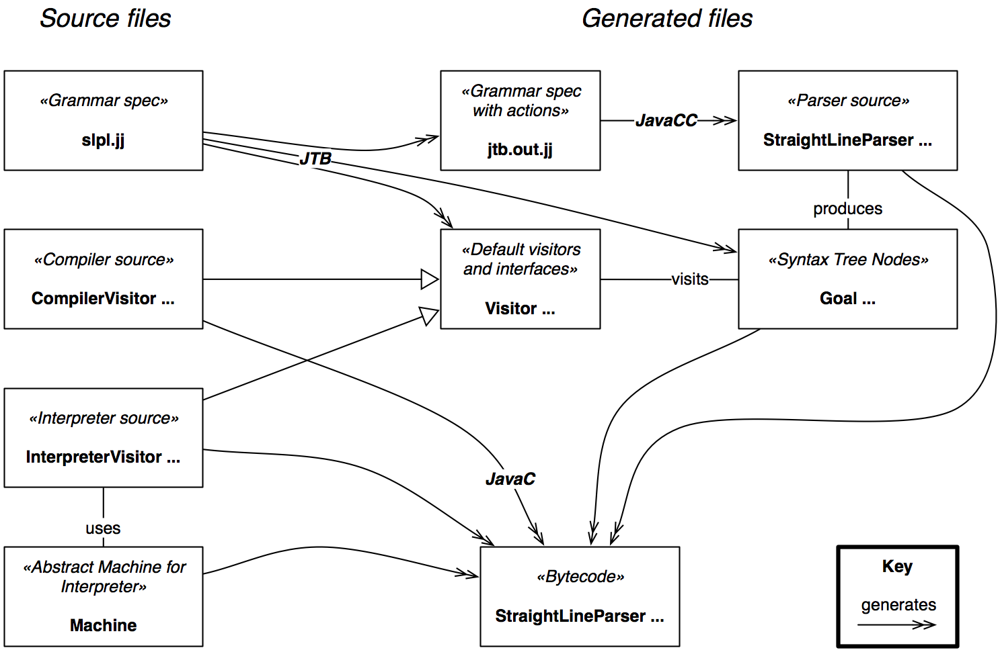 Source files
Generated files
«Grammar spec»
slpl.jj
«Grammar spec
with actions»
jtb.out.jj
JavaCC
«Parser source»
StraightLineParser ...
JTB
produces
«Compiler source»
CompilerVisitor ...
«Default visitors
and interfaces»
Visitor ...
visits
«Syntax Tree Nodes»
Goal ...
«Interpreter source»
InterpreterVisitor ...
JavaC
uses
«Abstract Machine for
Interpreter»
Machine
«Bytecode»
StraightLineParser ...
Key
generates